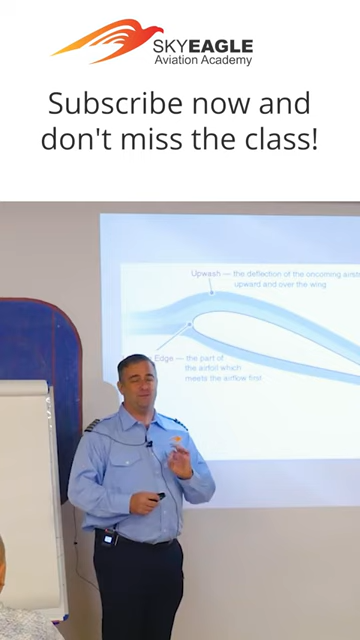 SKYEAGLE
Aviation Academy
Subscribe now and
don't miss the class!
Upwash — the deflection of the oncoming
upward and over the wing
Edge — the part of
the airfoil which
meets the airflow first